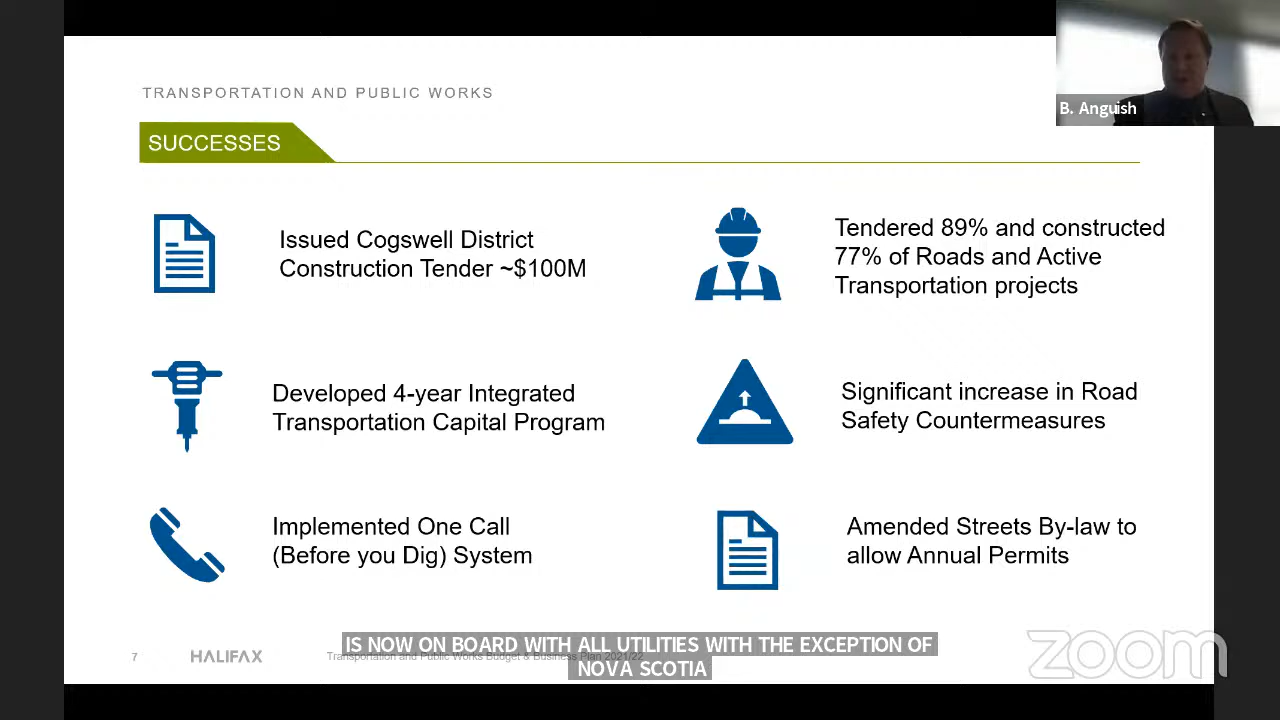 B. Anguish
TRANSPORTATION AND PUBLIC WORKS
SUCCESSES
Issued Cogswell District
Construction Tender ~$100M
Tendered 89% and constructed
77% of Roads and Active
Transportation projects
Developed 4-year Integrated
Transportation Capital Program
Significant increase in Road
Safety Countermeasures
Implemented One Call
(Before you Dig) System
Amended Streets By-law to
allow Annual Permits
IS NOW ON BOARD WITH ALL UTILITIES WITH THE EXCEPTION OF
NOVA SCOTIA
7
HALIFAX
Transportation and Public Works Budget & Business Plan 2021/22
zoom